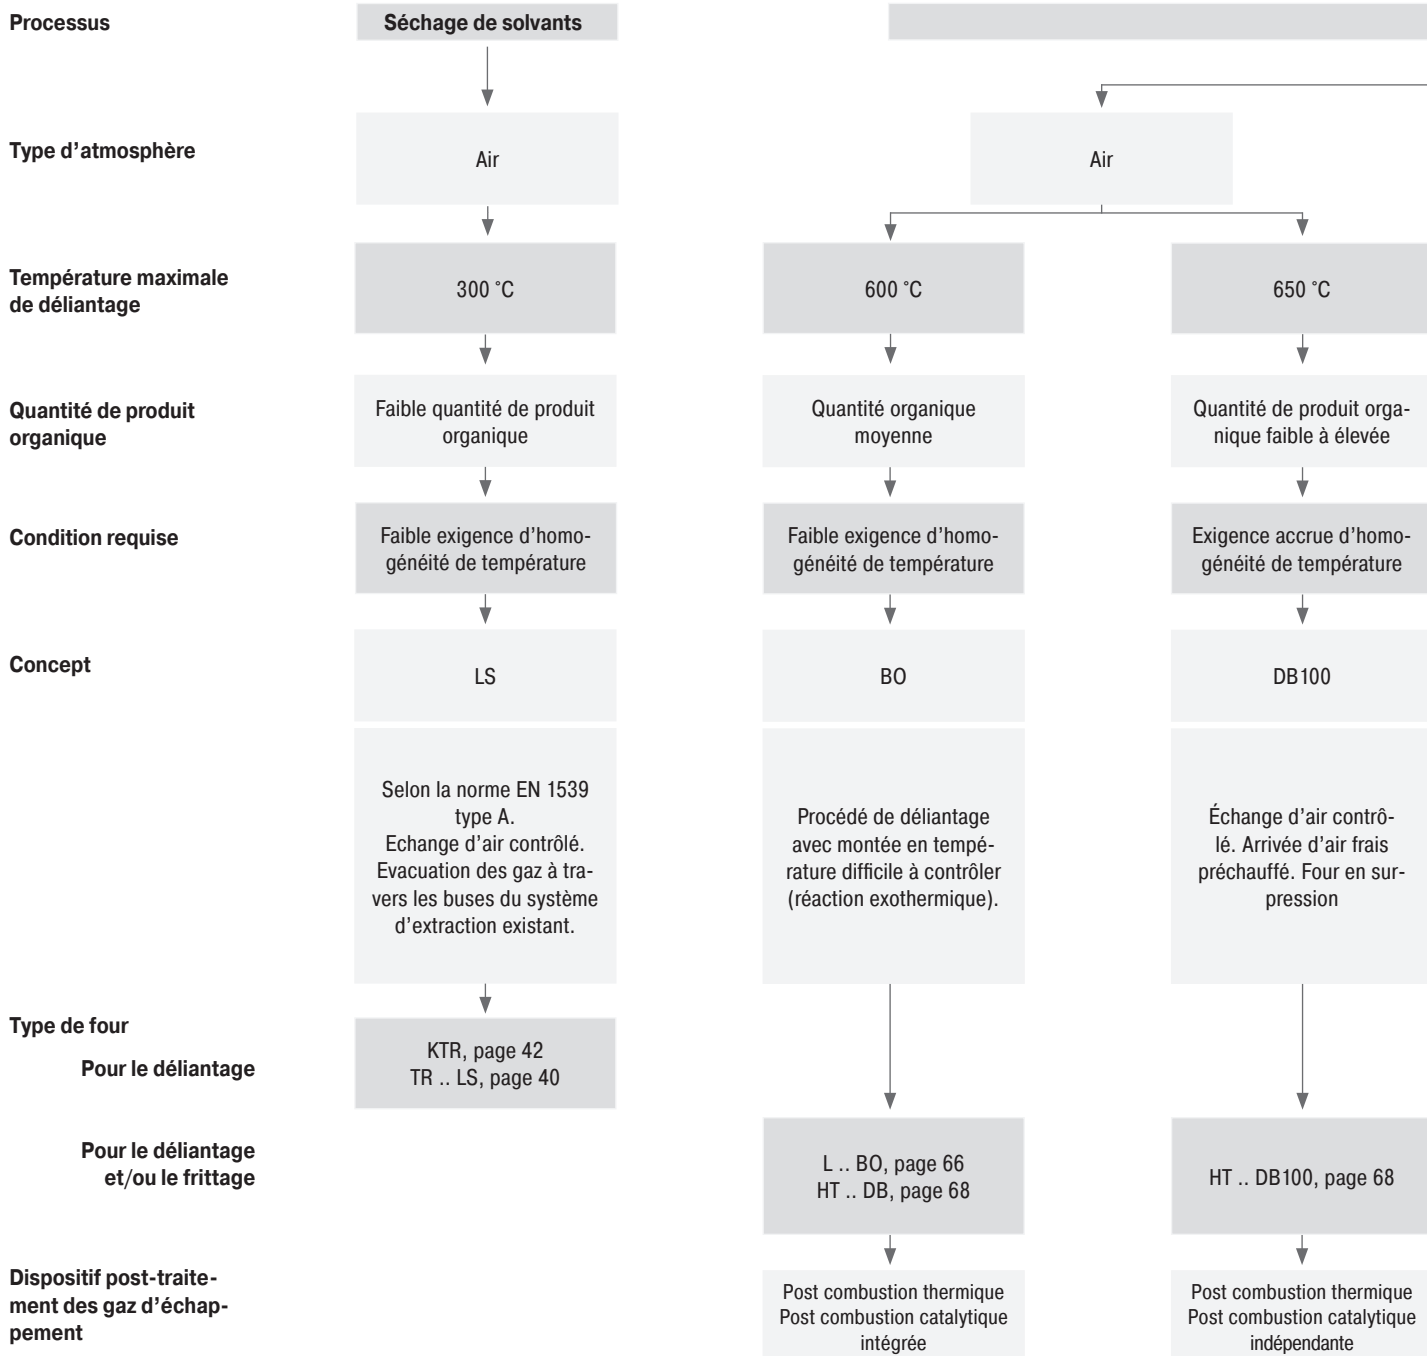 Processus
Séchage de solvants
Type d'atmosphère
Air
Air
Température maximale
de déliantage
300 °C
600 °C
650 °C
Quantité de produit
organique
Faible quantité de produit
organique
Quantité organique
moyenne
Quantité de produit orga-
nique faible à élevée
Condition requise
Faible exigence d'homo-
généité de température
Faible exigence d'homo-
généité de température
Exigence accrue d'homo-
généité de température
Concept
LS
BO
DB100
Selon la norme EN 1539
type A.
Echange d'air contrôlé.
Evacuation des gaz à tra-
vers les buses du système
d'extraction existant.
Procédé de déliantage
avec montée en tempé-
rature difficile à contrôler
(réaction exothermique).
Échange d'air contrô-
lé. Arrivée d'air frais
préchauffé. Four en sur-
pression
Type de four
Pour le déliantage
KTR, page 42
TR .. LS, page 40
Pour le déliantage
et/ou le frittage
L .. BO, page 66
HT .. DB, page 68
HT .. DB100, page 68
Dispositif post-traite-
ment des gaz d'échap-
pement
Post combustion thermique
Post combustion catalytique
intégrée
Post combustion thermique
Post combustion catalytique
indépendante